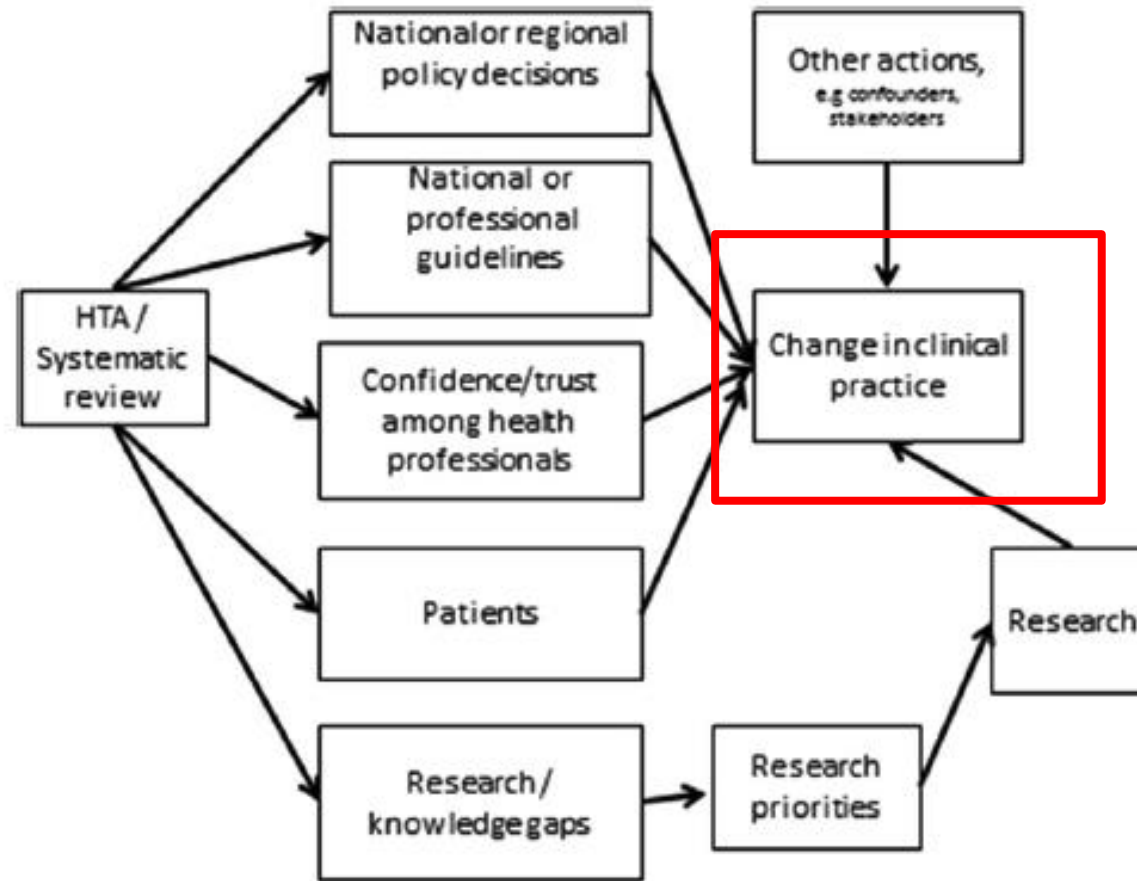 Nationalor regional
policy decisions
Other actions,
e.g confounders,
stakeholders
National or
professional
guidelines
HTA /
Systematic
review
Change in clinical
practice
Confidence/trust
among health
professionals
Patients
Research
Research /
knowledge gaps
Research
priorities